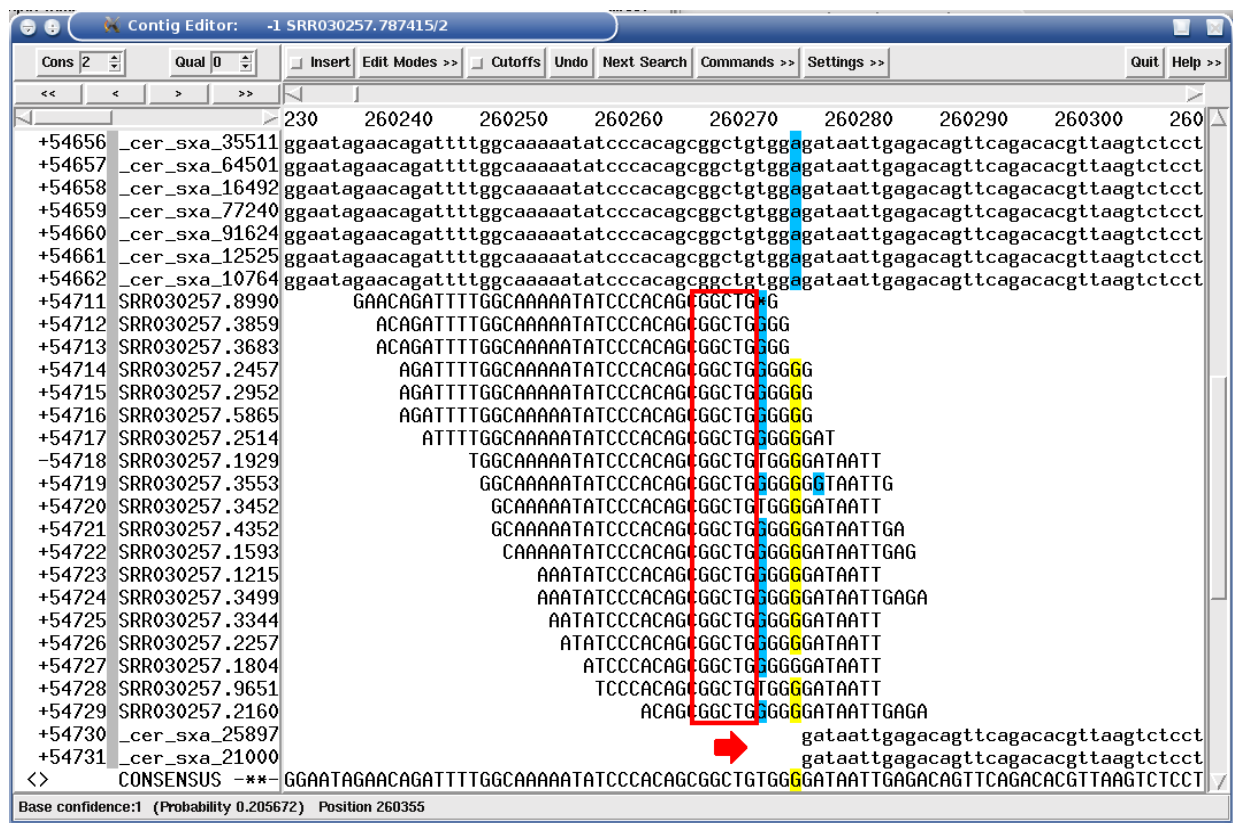 Contig Editor: -1 SRR030257.787415/2
Cons 2 Qual 0 Insert Edit Modes >> Cutoffs Undo Next Search Commands >> Settings >> Quit Help >>
<< < > >>
230 260240 260250 260260 260270 260280 260290 260300 260
+54656 _cer_sxa_35511 ggaatagaacagattttggcaaaaatatcccacagcggctgtggagataattgagacagttcagacacgttaagtctcct
+54657 _cer_sxa_64501 ggaatagaacagattttggcaaaaatatcccacagcggctgtggagataattgagacagttcagacacgttaagtctcct
+54658 _cer_sxa_16492 ggaatagaacagattttggcaaaaatatcccacagcggctgtggagataattgagacagttcagacacgttaagtctcct
+54659 _cer_sxa_77240 ggaatagaacagattttggcaaaaatatcccacagcggctgtggagataattgagacagttcagacacgttaagtctcct
+54660 _cer_sxa_91624 ggaatagaacagattttggcaaaaatatcccacagcggctgtggagataattgagacagttcagacacgttaagtctcct
+54661 _cer_sxa_12525 ggaatagaacagattttggcaaaaatatcccacagcggctgtggagataattgagacagttcagacacgttaagtctcct
+54662 _cer_sxa_10764 ggaatagaacagattttggcaaaaatatcccacagcggctgtggagataattgagacagttcagacacgttaagtctcct
+54711 SRR030257.8990 GAACAGATTTTGGCAAAAATATCCCACAGCGGCTG*G
+54712 SRR030257.3859 ACAGATTTTGGCAAAAATATCCCACAGCGGCTGGGG
+54713 SRR030257.3683 ACAGATTTTGGCAAAAATATCCCACAGCGGCTGGGG
+54714 SRR030257.2457 AGATTTTGGCAAAAATATCCCACAGCGGCTGGGGGG
+54715 SRR030257.2952 AGATTTTGGCAAAAATATCCCACAGCGGCTGGGGGG
+54716 SRR030257.5865 AGATTTTGGCAAAAATATCCCACAGCGGCTGGGGGG
+54717 SRR030257.2514 ATTTTGGCAAAAATATCCCACAGCGGCTGGGGGGAT
-54718 SRR030257.1929 TGGCAAAAATATCCCACAGCGGCTGTGGGGATAATT
+54719 SRR030257.3553 GGCAAAAATATCCCACAGCGGCTGGGGGGGTAATTG
+54720 SRR030257.3452 GCAAAAATATCCCACAGCGGCTGTGGGGATAATT
+54721 SRR030257.4352 GCAAAAATATCCCACAGCGGCTGGGGGGATAATTGA
+54722 SRR030257.1593 CAAAAATATCCCACAGCGGCTGGGGGGATAATTGAG
+54723 SRR030257.1215 AAATATCCCACAGCGGCTGGGGGGATAATT
+54724 SRR030257.3499 AAATATCCCACAGCGGCTGGGGGGATAATTGAGA
+54725 SRR030257.3344 AATATCCCACAGCGGCTGGGGGGATAATT
+54726 SRR030257.2257 ATATCCCACAGCGGCTGGGGGGATAATT
+54727 SRR030257.1804 ATCCCACAGCGGCTGGGGGGATAATT
+54728 SRR030257.9651 TCCCACAGCGGCTGTGGGGATAATT
+54729 SRR030257.2160 ACAGCGGCTGGGGGGATAATTGAGA
+54730 _cer_sxa_25897 gataattgagacagttcagacacgttaagtctcct
+54731 _cer_sxa_21000 gataattgagacagttcagacacgttaagtctcct
<> CONSENSUS -**- GGAATAGAACAGATTTTGGCAAAAATATCCCACAGCGGCTGTGGGGATAATTGAGACAGTTCAGACACGTTAAGTCTCCT
Base confidence:1 (Probability 0.205672) Position 260355